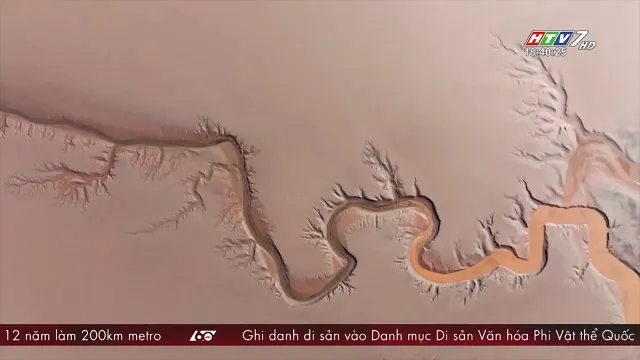 HTV7 HD
18:40:25
12 năm làm 200km metro 60 Ghi danh di sản vào Danh mục Di sản Văn hóa Phi Vật thể Quốc